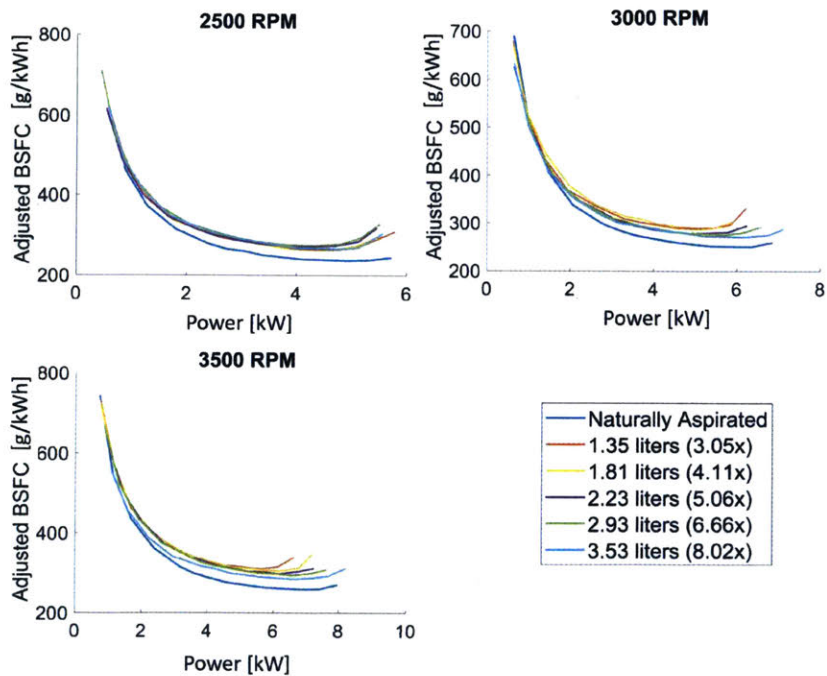 2500 RPM
800
600
400
200
Adjusted BSFC [g/kWh]
0
2
4
6
Power [kW]
3000 RPM
700
600
500
400
300
200
Adjusted BSFC [g/kWh]
0
2
4
6
8
Power [kW]
3500 RPM
800
600
400
200
Adjusted BSFC [g/kWh]
0
2
4
6
8
10
Power [kW]
Naturally Aspirated
1.35 liters (3.05x)
1.81 liters (4.11x)
2.23 liters (5.06x)
2.93 liters (6.66x)
3.53 liters (8.02x)